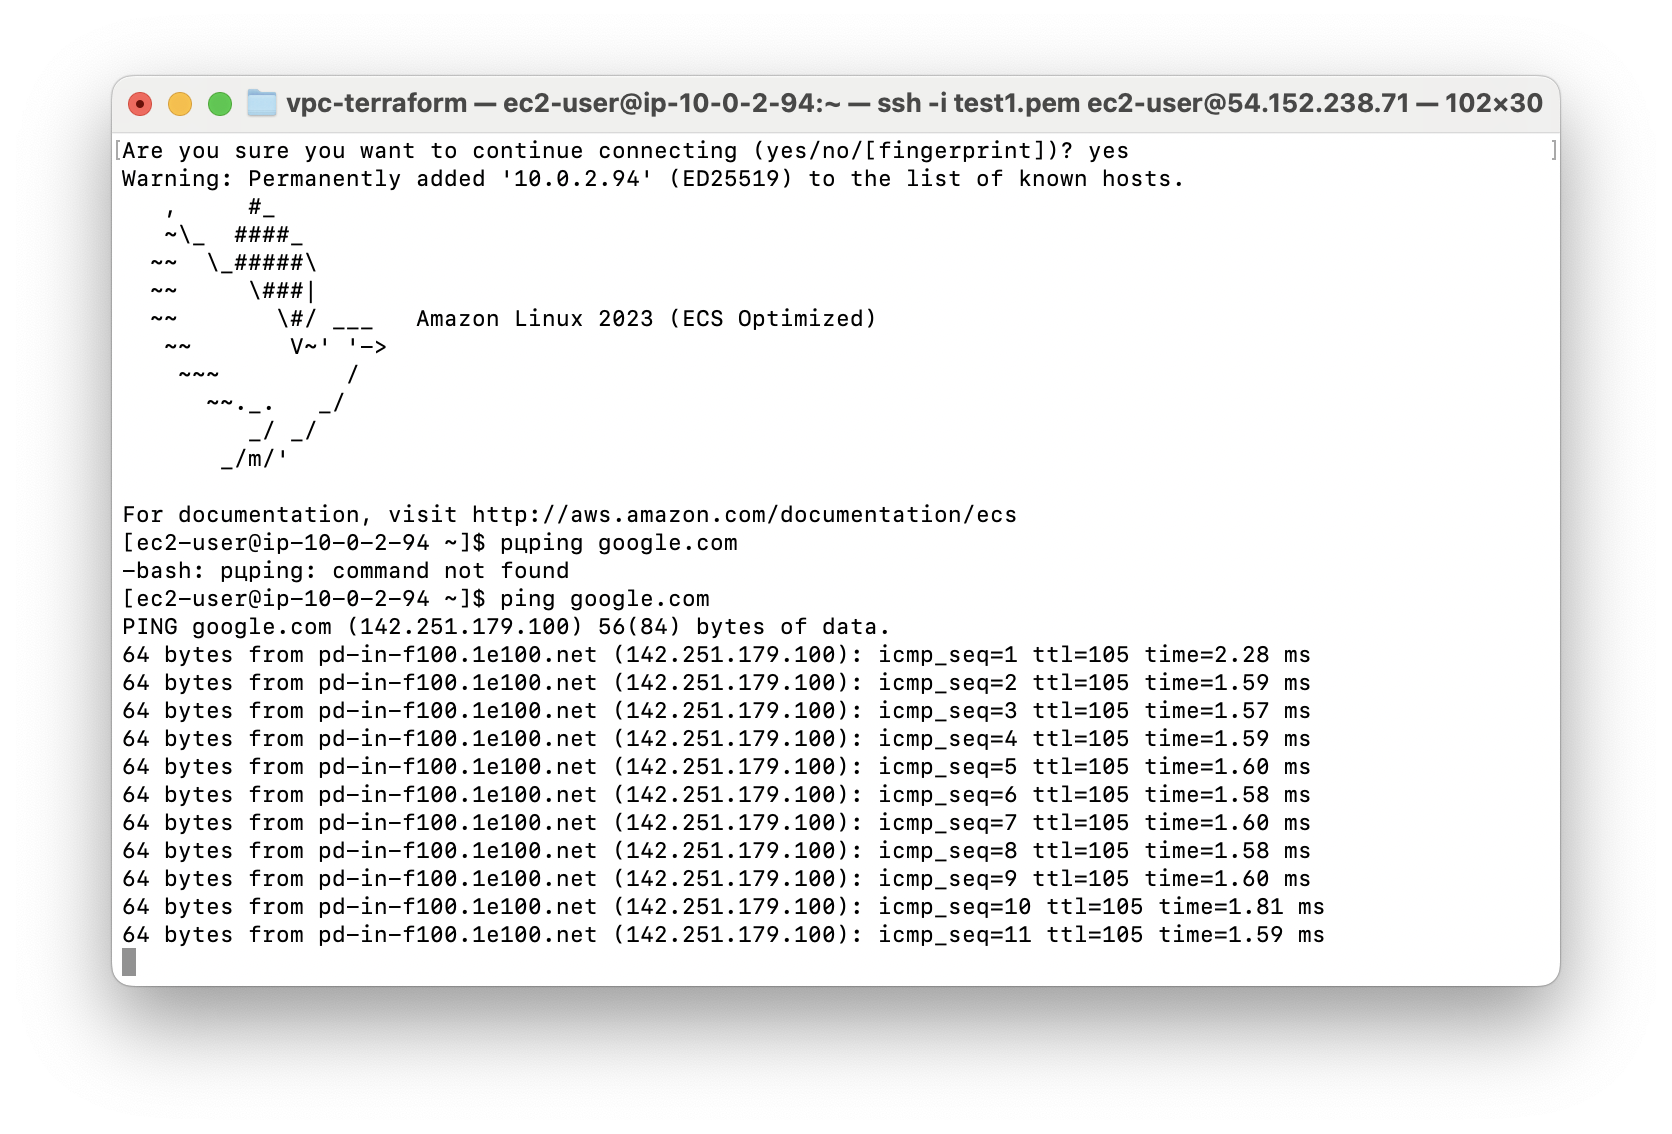 vpc-terraform — ec2-user@ip-10-0-2-94:~ — ssh -i test1.pem ec2-user@54.152.238.71 — 102×30
[Are you sure you want to continue connecting (yes/no/[fingerprint])? yes ]
Warning: Permanently added '10.0.2.94' (ED25519) to the list of known hosts.
   ,     #_
   ~\_  ####_
  ~~  \_#####\
  ~~     \###|
  ~~       \#/ ___   Amazon Linux 2023 (ECS Optimized)
   ~~       V~' '->
    ~~~         /
      ~~._.   _/
         _/ _/
       _/m/'
For documentation, visit http://aws.amazon.com/documentation/ecs
[ec2-user@ip-10-0-2-94 ~]$ pцping google.com
-bash: pцping: command not found
[ec2-user@ip-10-0-2-94 ~]$ ping google.com
PING google.com (142.251.179.100) 56(84) bytes of data.
64 bytes from pd-in-f100.1e100.net (142.251.179.100): icmp_seq=1 ttl=105 time=2.28 ms
64 bytes from pd-in-f100.1e100.net (142.251.179.100): icmp_seq=2 ttl=105 time=1.59 ms
64 bytes from pd-in-f100.1e100.net (142.251.179.100): icmp_seq=3 ttl=105 time=1.57 ms
64 bytes from pd-in-f100.1e100.net (142.251.179.100): icmp_seq=4 ttl=105 time=1.59 ms
64 bytes from pd-in-f100.1e100.net (142.251.179.100): icmp_seq=5 ttl=105 time=1.60 ms
64 bytes from pd-in-f100.1e100.net (142.251.179.100): icmp_seq=6 ttl=105 time=1.58 ms
64 bytes from pd-in-f100.1e100.net (142.251.179.100): icmp_seq=7 ttl=105 time=1.60 ms
64 bytes from pd-in-f100.1e100.net (142.251.179.100): icmp_seq=8 ttl=105 time=1.58 ms
64 bytes from pd-in-f100.1e100.net (142.251.179.100): icmp_seq=9 ttl=105 time=1.60 ms
64 bytes from pd-in-f100.1e100.net (142.251.179.100): icmp_seq=10 ttl=105 time=1.81 ms
64 bytes from pd-in-f100.1e100.net (142.251.179.100): icmp_seq=11 ttl=105 time=1.59 ms